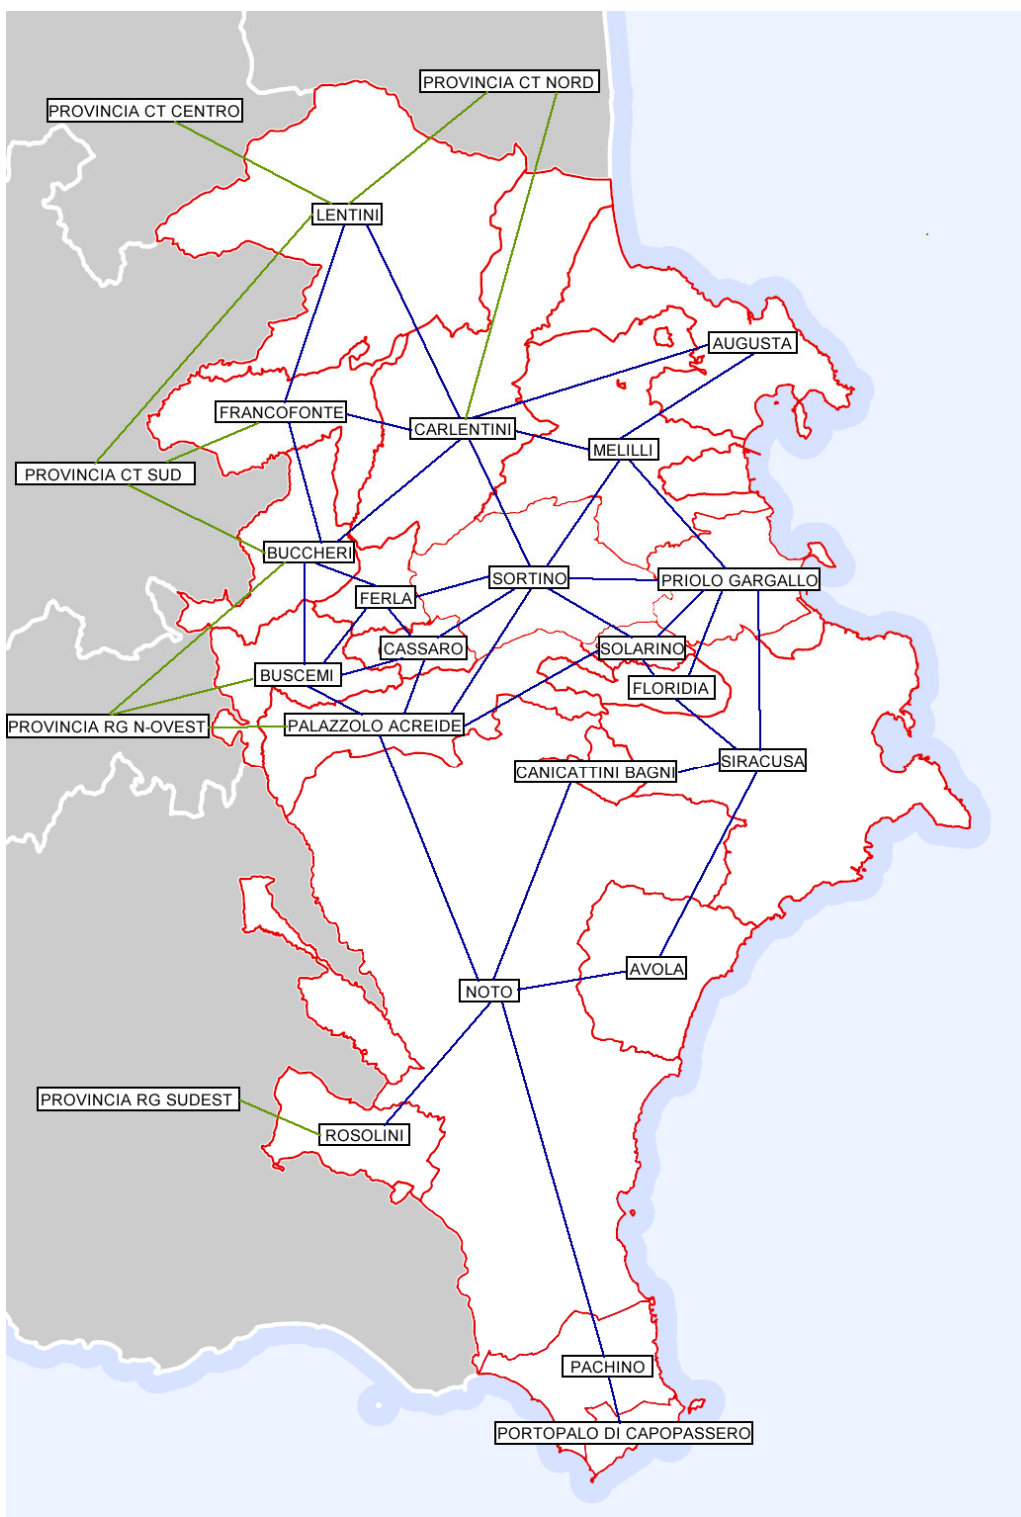 PROVINCIA CT NORD
PROVINCIA CT CENTRO
LENTINI
AUGUSTA
FRANCOFONTE
CARLENTINI
MELILLI
PROVINCIA CT SUD
BUCCHERI
SORTINO
PRIOLO GARGALLO
FERLA
CASSARO
SOLARINO
BUSCEMI
FLORIDIA
PROVINCIA RG N-OVEST
PALAZZOLO ACREIDE
SIRACUSA
CANICATTINI BAGNI
AVOLA
NOTO
PROVINCIA RG SUDEST
ROSOLINI
PACHINO
PORTOPALO DI CAPOPASSERO